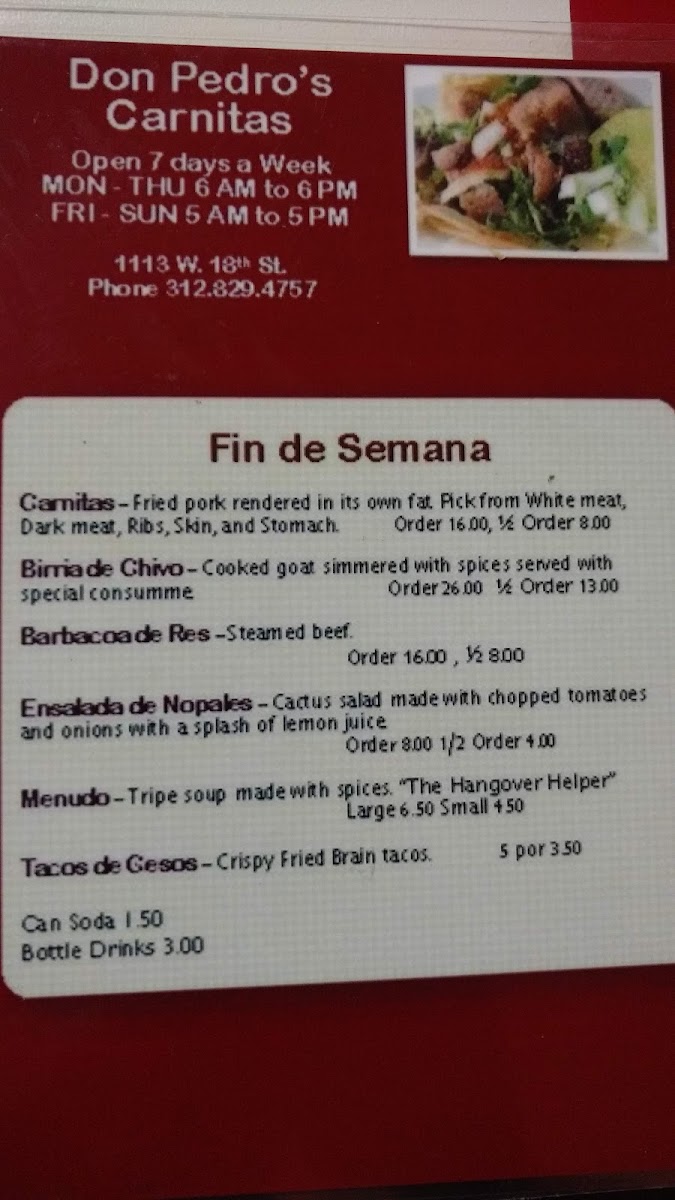 Don Pedro's
Carnitas
Open 7 days a Week
MON - THU 6 AM to 6 PM
FRI - SUN 5 AM to 5 PM
1113 W. 18th St.
Phone 312.829.4757
Fin de Semana
Carnitas – Fried pork rendered in its own fat. Pick from White meat,
Dark meat, Ribs, Skin, and Stomach. Order 16.00, ½ Order 8.00
Birria de Chivo – Cooked goat simmered with spices served with
special consumme Order 26.00 ½ Order 13.00
Barbacoa de Res – Steamed beef.
Order 16.00 , ½ 8.00
Ensalada de Nopales – Cactus salad made with chopped tomatoes
and onions with a splash of lemon juice
Order 8.00 1/2 Order 4.00
Menudo – Tripe soup made with spices. "The Hangover Helper"
Large 6.50 Small 4.50
Tacos de Cesos – Crispy Fried Brain tacos. 5 por 3.50
Can Soda 1.50
Bottle Drinks 3.00